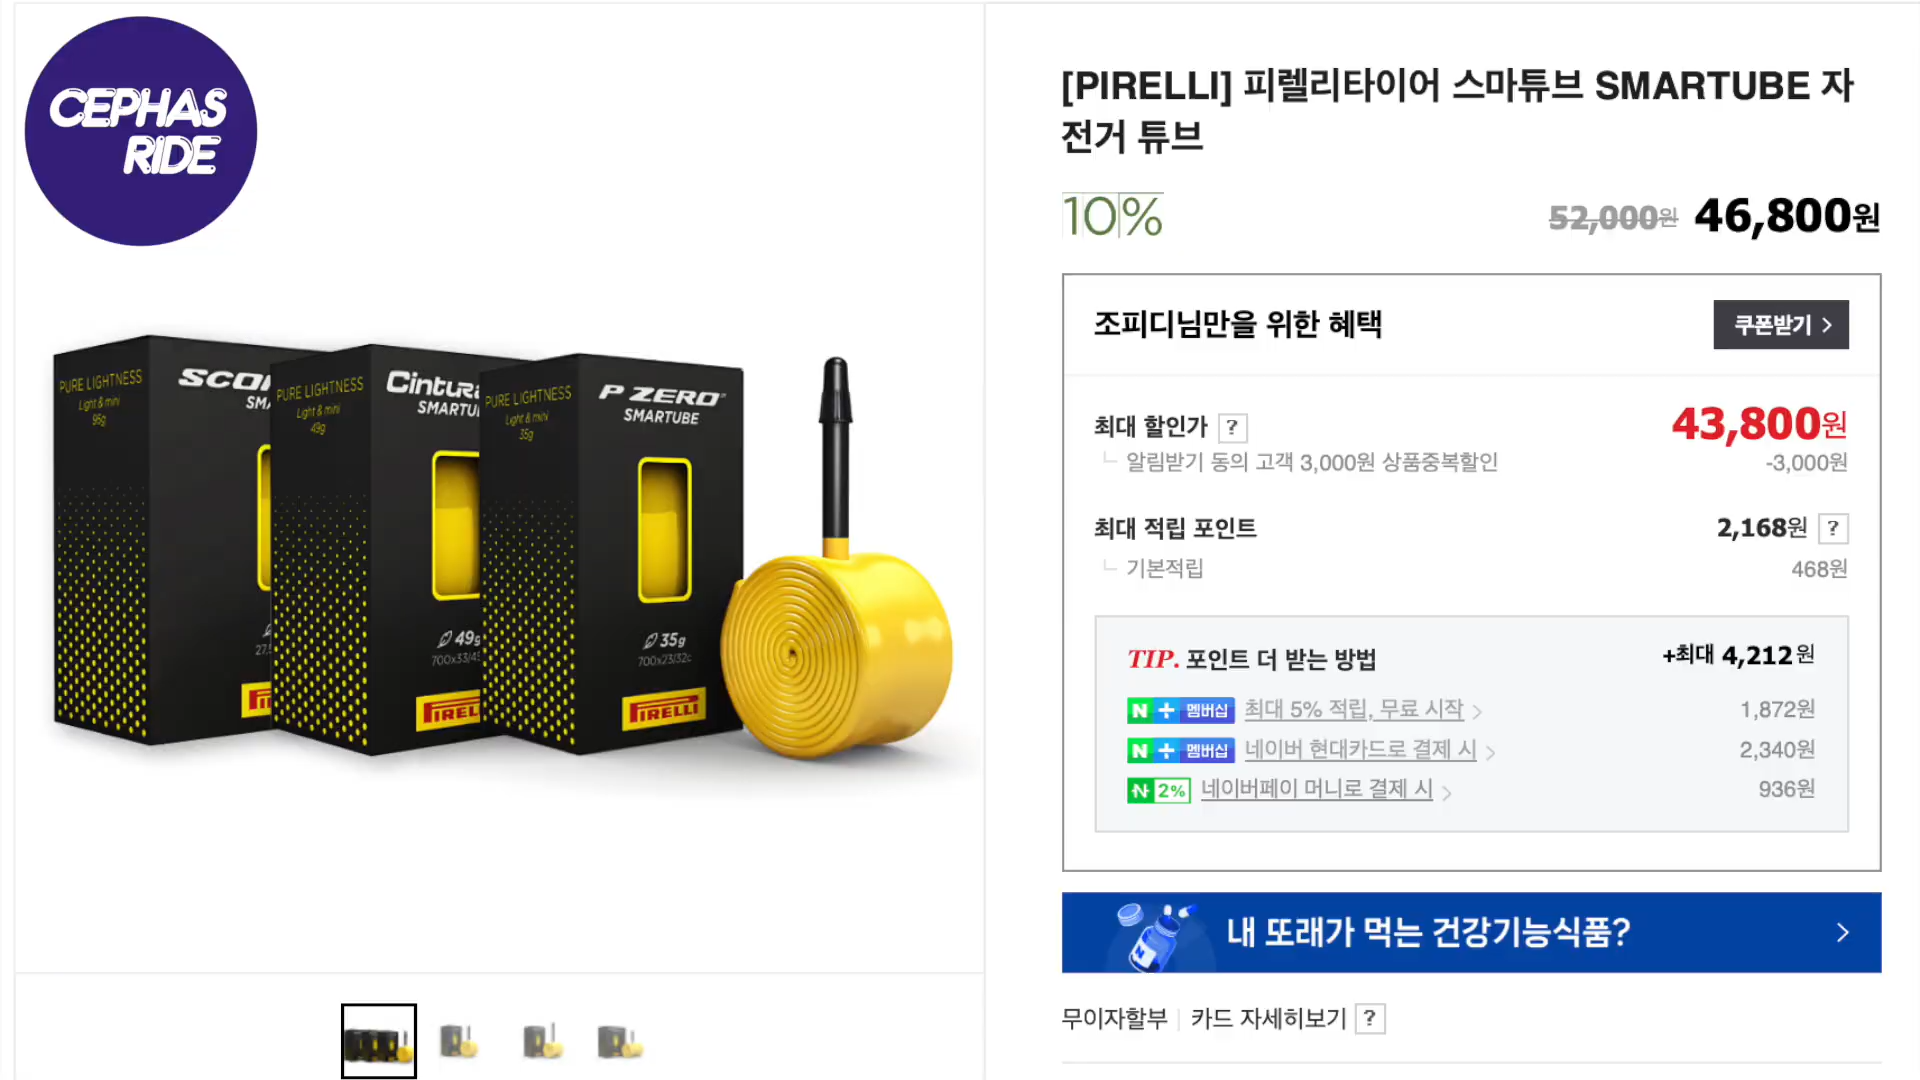 CEPHAS
RIDE
PURE LIGHTNESS
Light & mini
95g
PURE LIGHTNESS
Light & mini
49g
Cintura
PURE LIGHTNESS
Light & mini
35g
P ZERO
SMARTUBE
49g
700x33/
35g
700x23/32c
PIRELLI
[PIRELLI] 피렐리타이어 스마튜브 SMARTUBE 자
전거 튜브
10%
52,000원 46,800원
조피디님만을 위한 혜택
쿠폰받기 >
최대 할인가 ?
43,800원
알림받기 동의 고객 3,000원 상품중복할인
-3,000원
최대 적립 포인트
2,168원 ?
기본적립
468원
TIP. 포인트 더 받는 방법
+최대 4,212원
N + 멤버십 최대 5% 적립, 무료 시작 >
1,872원
N + 멤버십 네이버 현대카드로 결제 시 >
2,340원
N 2% 네이버페이 머니로 결제 시 >
936원
내 또래가 먹는 건강기능식품? >
무이자할부 | 카드 자세히보기 ?